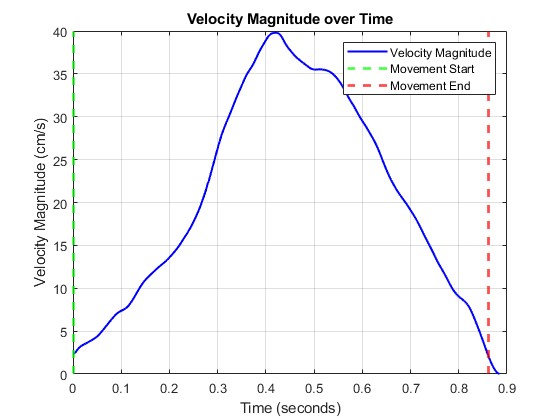 Velocity Magnitude over Time
Velocity Magnitude
Movement Start
Movement End
Velocity Magnitude (cm/s)
40
35
30
25
20
15
10
5
0
0 0.1 0.2 0.3 0.4 0.5 0.6 0.7 0.8 0.9
Time (seconds)